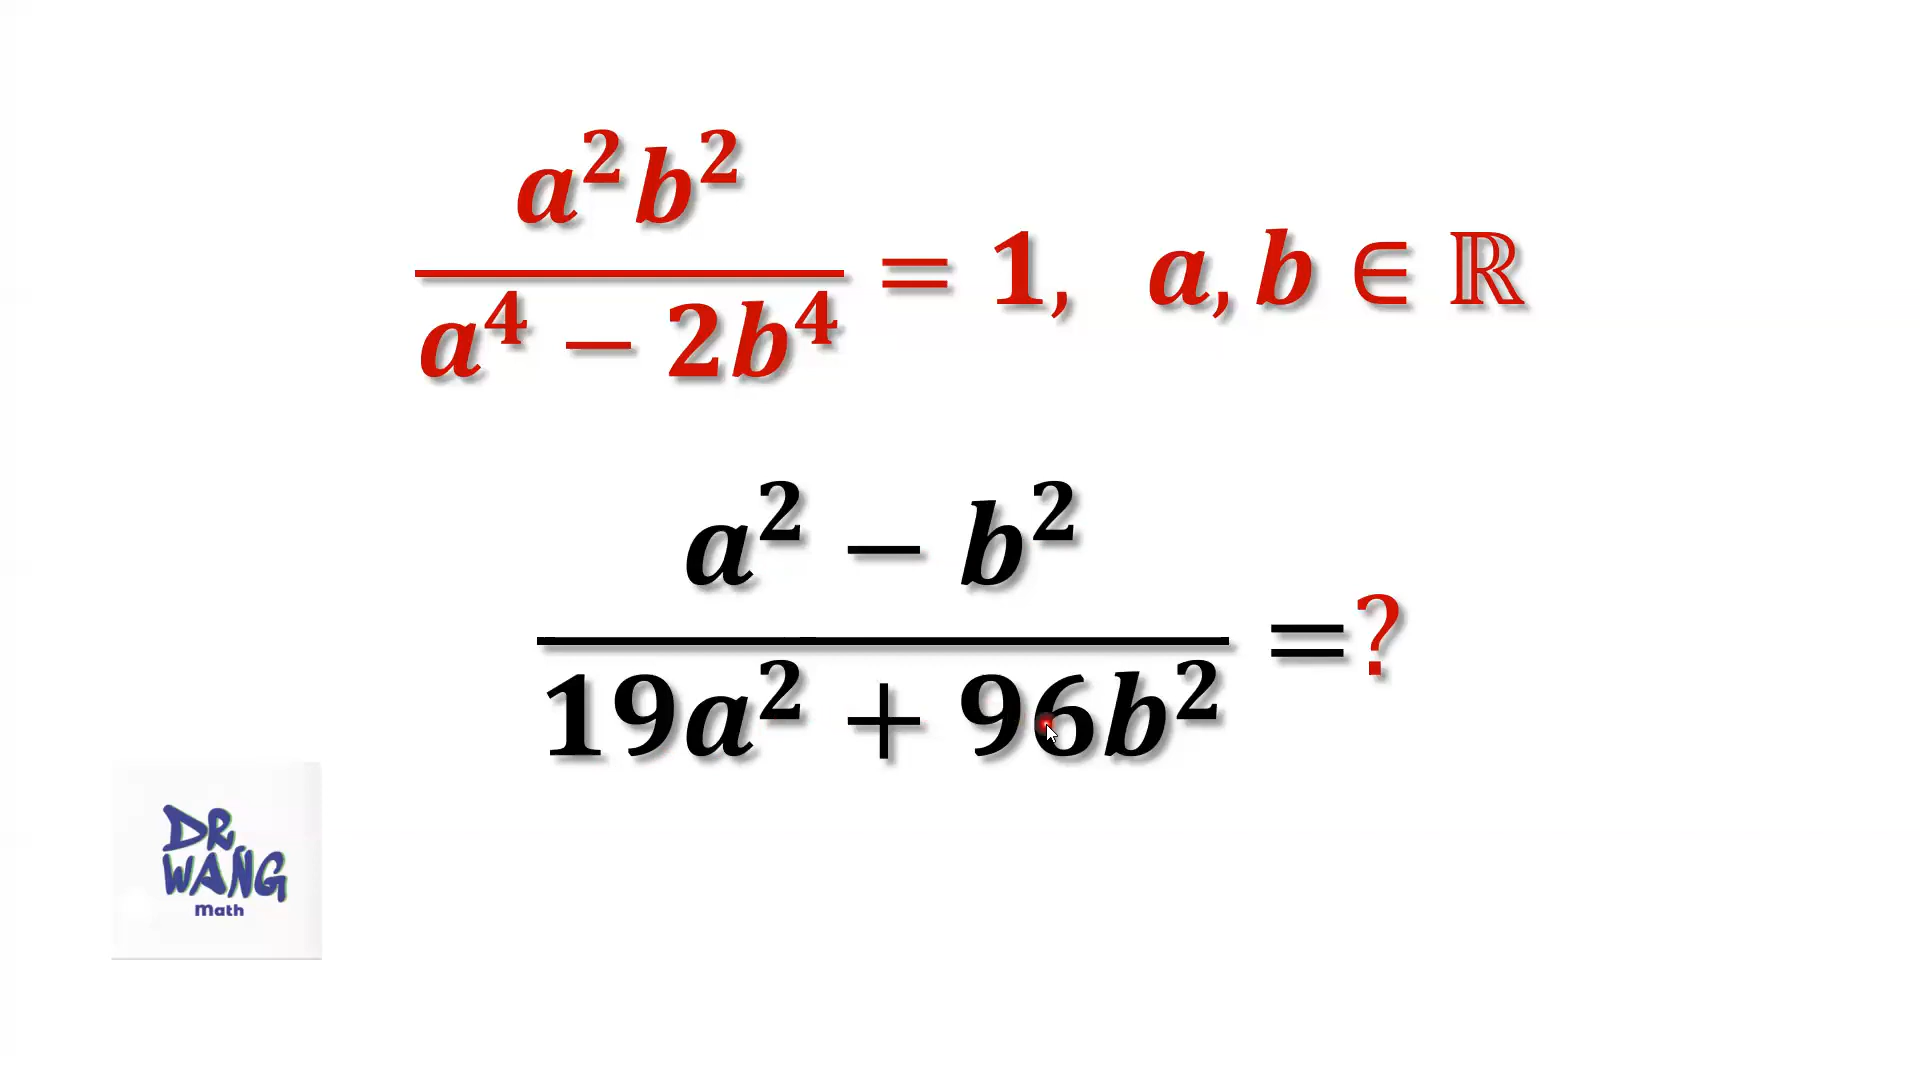 a²b² / a⁴ − 2b⁴ = 1, a, b ∈ ℝ
a² − b² / 19a² + 96b² =?
DR
WANG
math